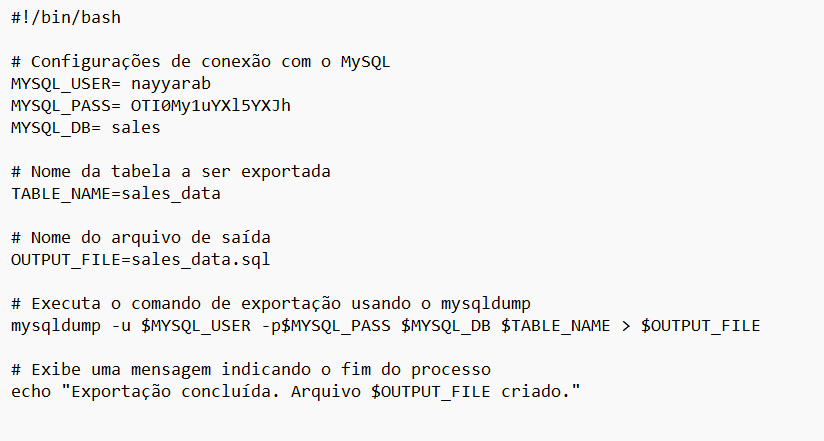 #!/bin/bash
# Configurações de conexão com o MySQL
MYSQL_USER= nayyarab
MYSQL_PASS= OTI0My1uYXl5YXJh
MYSQL_DB= sales
# Nome da tabela a ser exportada
TABLE_NAME=sales_data
# Nome do arquivo de saída
OUTPUT_FILE=sales_data.sql
# Executa o comando de exportação usando o mysqldump
mysqldump -u $MYSQL_USER -p$MYSQL_PASS $MYSQL_DB $TABLE_NAME > $OUTPUT_FILE
# Exibe uma mensagem indicando o fim do processo
echo "Exportação concluída. Arquivo $OUTPUT_FILE criado."